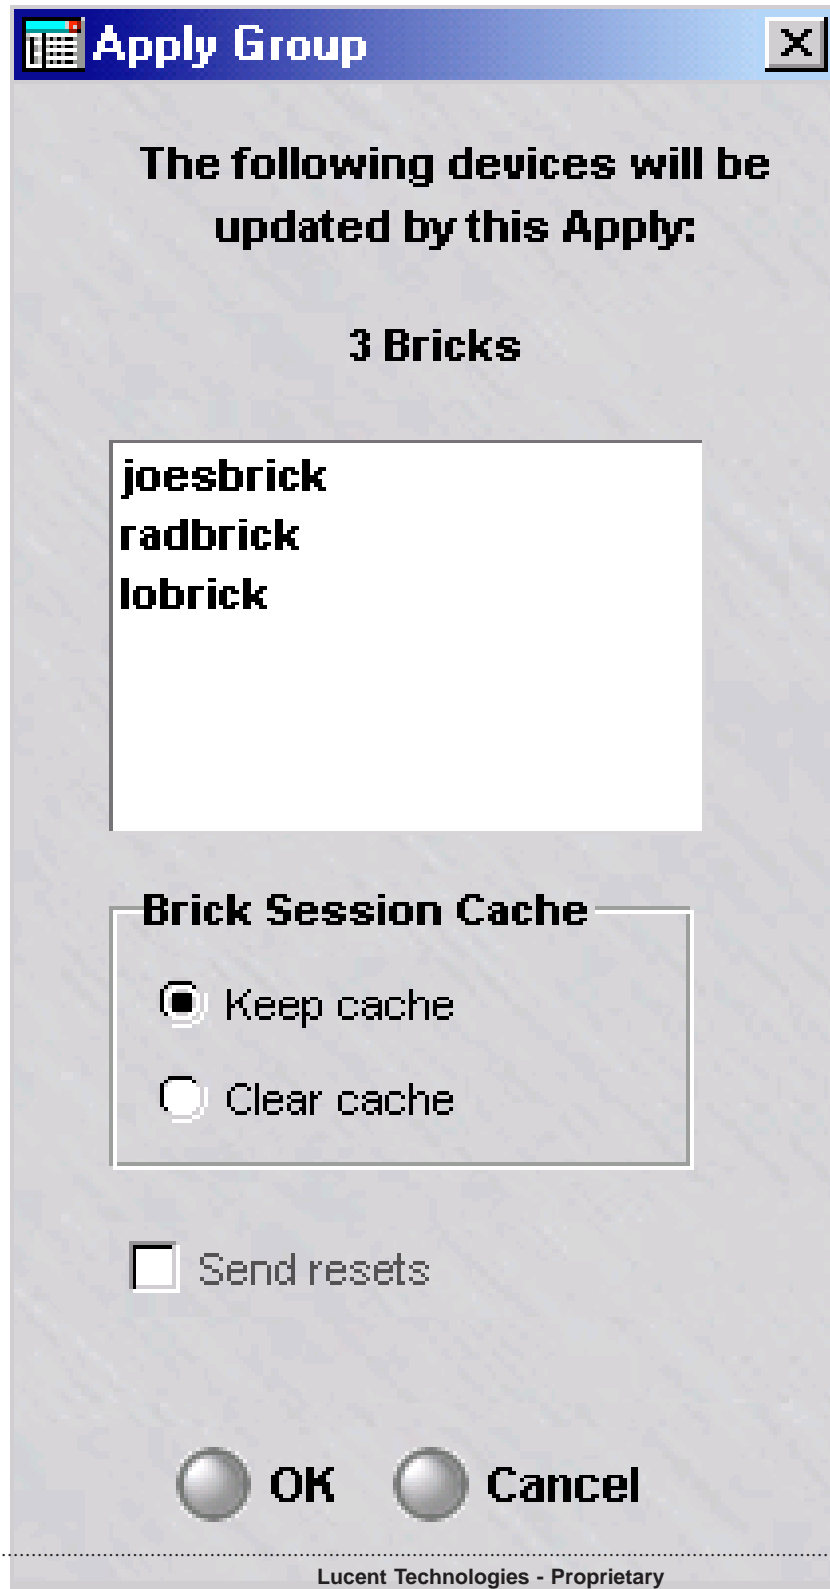 Apply Group
The following devices will be
updated by this Apply:
3 Bricks
joesbrick
radbrick
lobrick
Brick Session Cache
Keep cache
Clear cache
Send resets
OK
Cancel
Lucent Technologies - Proprietary